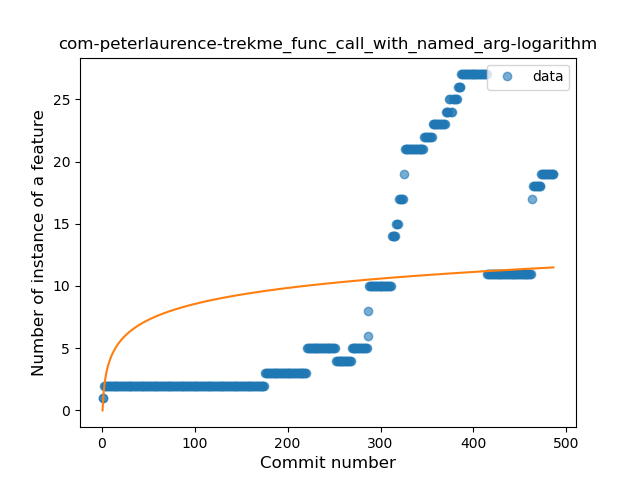 com-peterlaurence-trekme_func_call_with_named_arg-logarithm
data
Number of instance of a feature
25
20
15
10
5
0
0 100 200 300 400 500
Commit number